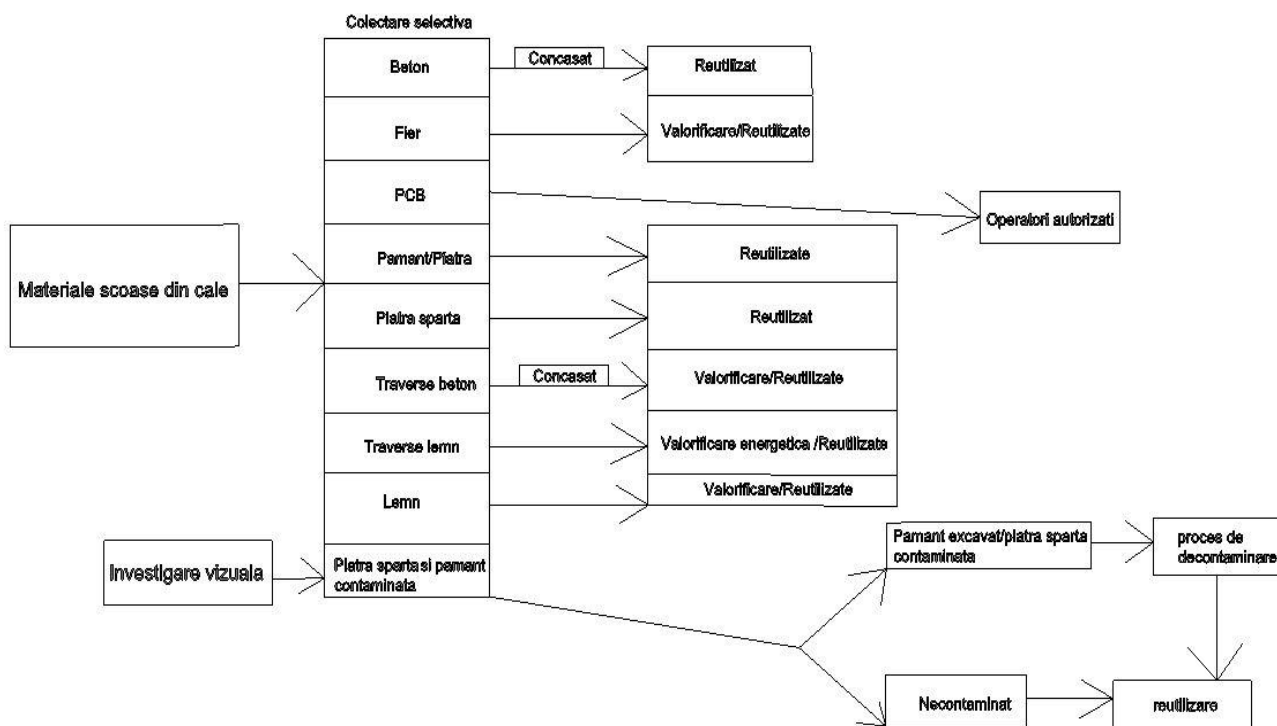 Colectare selectiva
Beton
Concasat
Reutilizat
Fier
Valorificare/Reutilizate
PCB
Operatori autorizati
Materiale scoase din cale
Pamant/Piatra
Reutilizate
Piatra sparta
Reutilizat
Traverse beton
Concasat
Valorificare/Reutilizate
Traverse lemn
Valorificare energetica /Reutilizate
Lemn
Valorificare/Reutilizate
Investigare vizuala
Piatra sparta si pamant
contaminata
Pamant excavat/piatra sparta
contaminata
proces de
decontaminare
Necontaminat
reutilizare